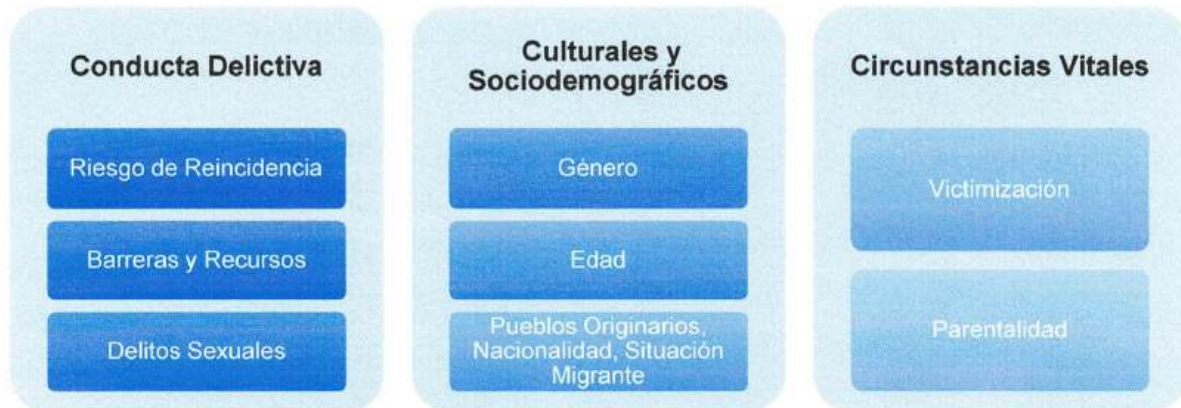 Conducta Delictiva
Riesgo de Reincidencia
Barreras y Recursos
Delitos Sexuales
Culturales y
Sociodemográficos
Género
Edad
Pueblos Originarios,
Nacionalidad, Situación
Migrante
Circunstancias Vitales
Victimización
Parentalidad